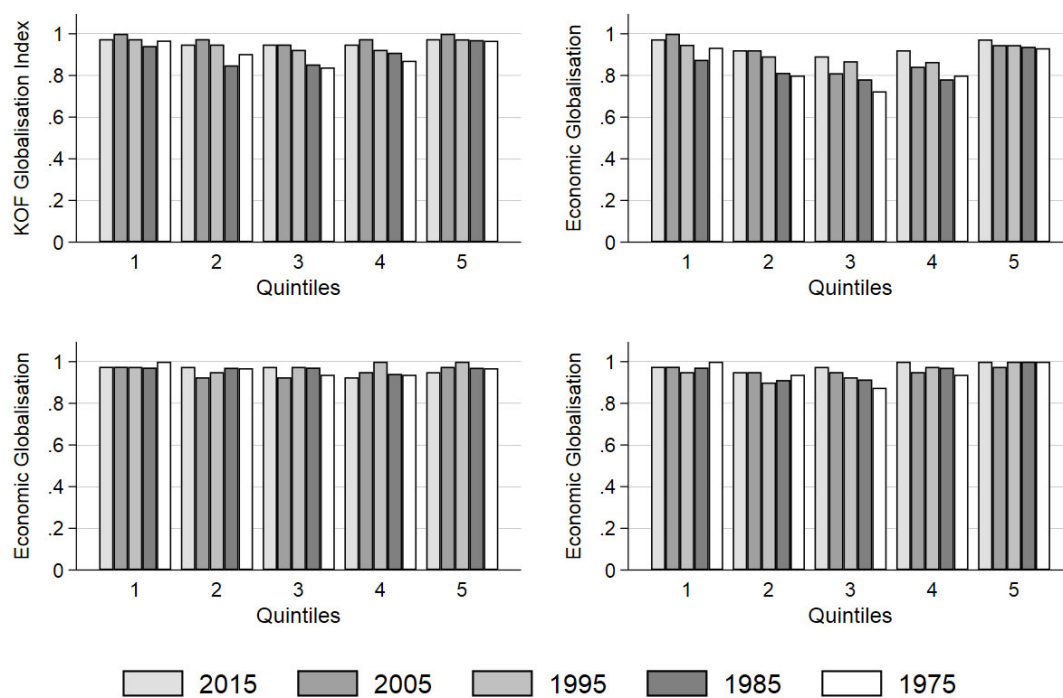 KOF Globalisation Index
1
.8
.6
.4
.2
0
1 2 3 4 5
Quintiles
Economic Globalisation
1
.8
.6
.4
.2
0
1 2 3 4 5
Quintiles
Economic Globalisation
1
.8
.6
.4
.2
0
1 2 3 4 5
Quintiles
Economic Globalisation
1
.8
.6
.4
.2
0
1 2 3 4 5
Quintiles
2015 2005 1995 1985 1975